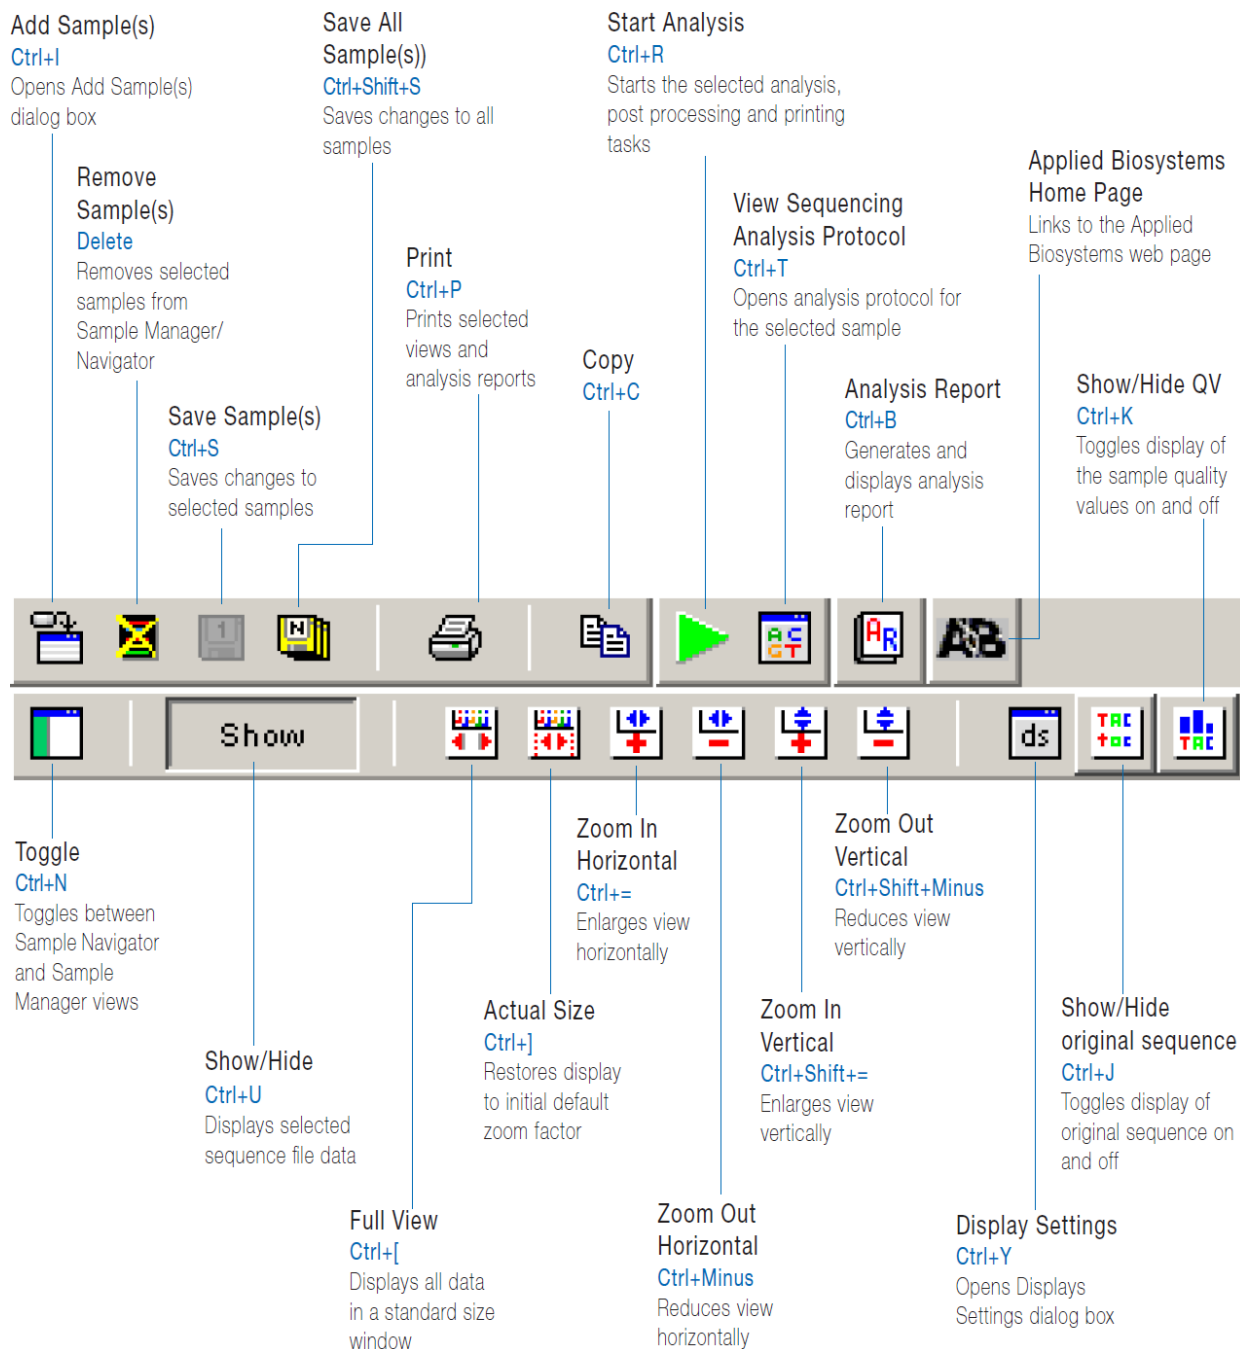 Add Sample(s)
Ctrl+I
Opens Add Sample(s)
dialog box
Remove
Sample(s)
Delete
Removes selected
samples from
Sample Manager/
Navigator
Save Sample(s)
Ctrl+S
Saves changes to
selected samples
Save All
Sample(s))
Ctrl+Shift+S
Saves changes to all
samples
Print
Ctrl+P
Prints selected
views and
analysis reports
Copy
Ctrl+C
Start Analysis
Ctrl+R
Starts the selected analysis,
post processing and printing
tasks
View Sequencing
Analysis Protocol
Ctrl+T
Opens analysis protocol for
the selected sample
Analysis Report
Ctrl+B
Generates and
displays analysis
report
Applied Biosystems
Home Page
Links to the Applied
Biosystems web page
Show/Hide QV
Ctrl+K
Toggles display of
the sample quality
values on and off
1
N
AC
GT
AR
AB
Show
ds
TAC
tac
TAC
Toggle
Ctrl+N
Toggles between
Sample Navigator
and Sample
Manager views
Show/Hide
Ctrl+U
Displays selected
sequence file data
Full View
Ctrl+[
Displays all data
in a standard size
window
Actual Size
Ctrl+]
Restores display
to initial default
zoom factor
Zoom In
Horizontal
Ctrl+=
Enlarges view
horizontally
Zoom Out
Horizontal
Ctrl+Minus
Reduces view
horizontally
Zoom In
Vertical
Ctrl+Shift+=
Enlarges view
vertically
Zoom Out
Vertical
Ctrl+Shift+Minus
Reduces view
vertically
Display Settings
Ctrl+Y
Opens Displays
Settings dialog box
Show/Hide
original sequence
Ctrl+J
Toggles display of
original sequence on
and off